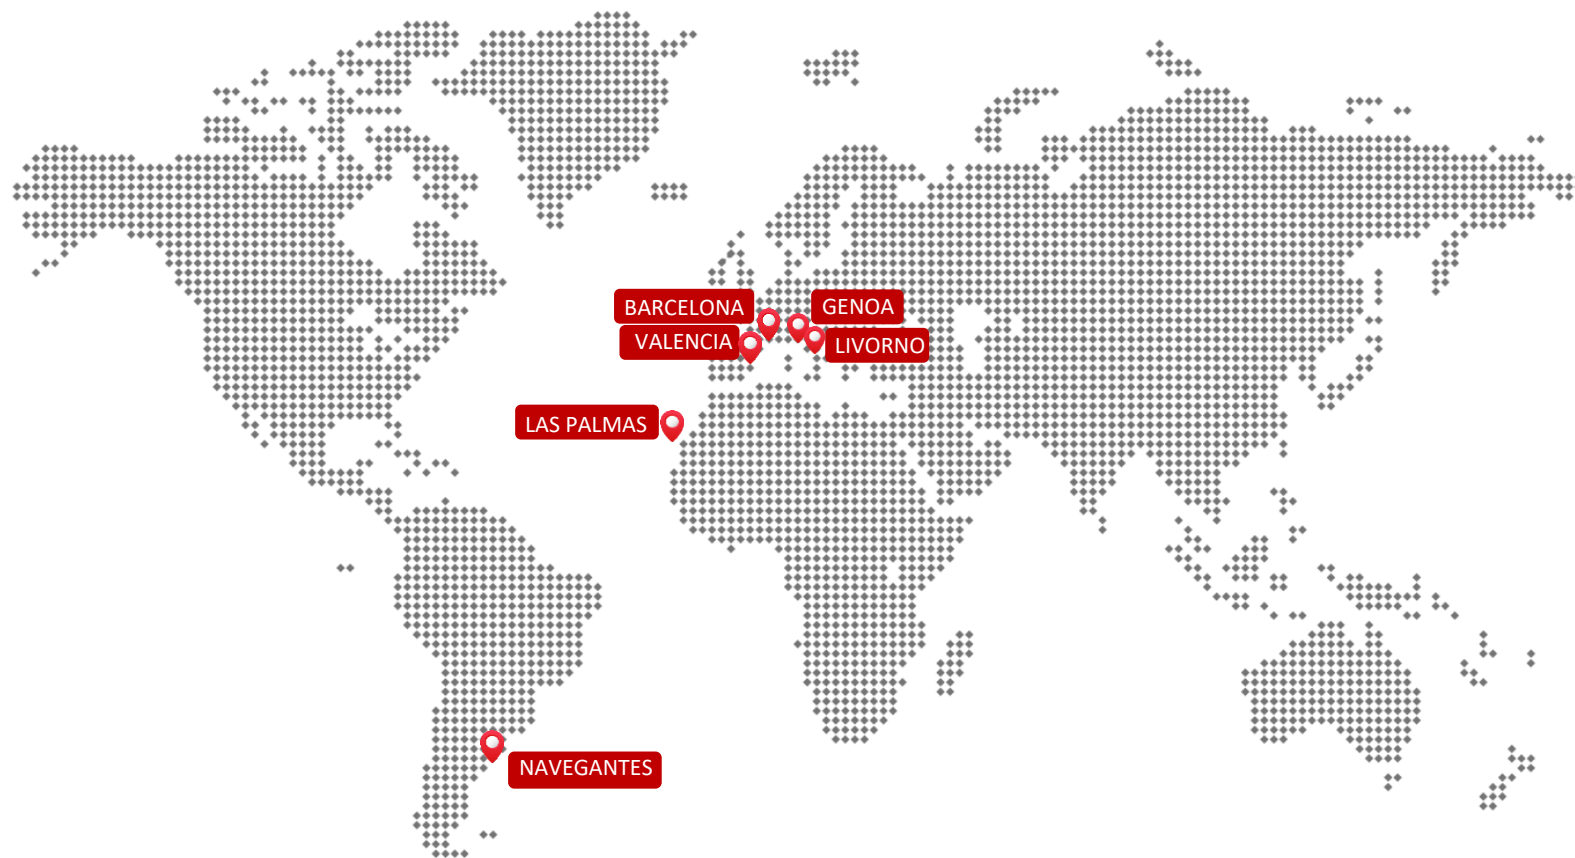 BARCELONA
GENOA
VALENCIA
LIVORNO
LAS PALMAS
NAVEGANTES